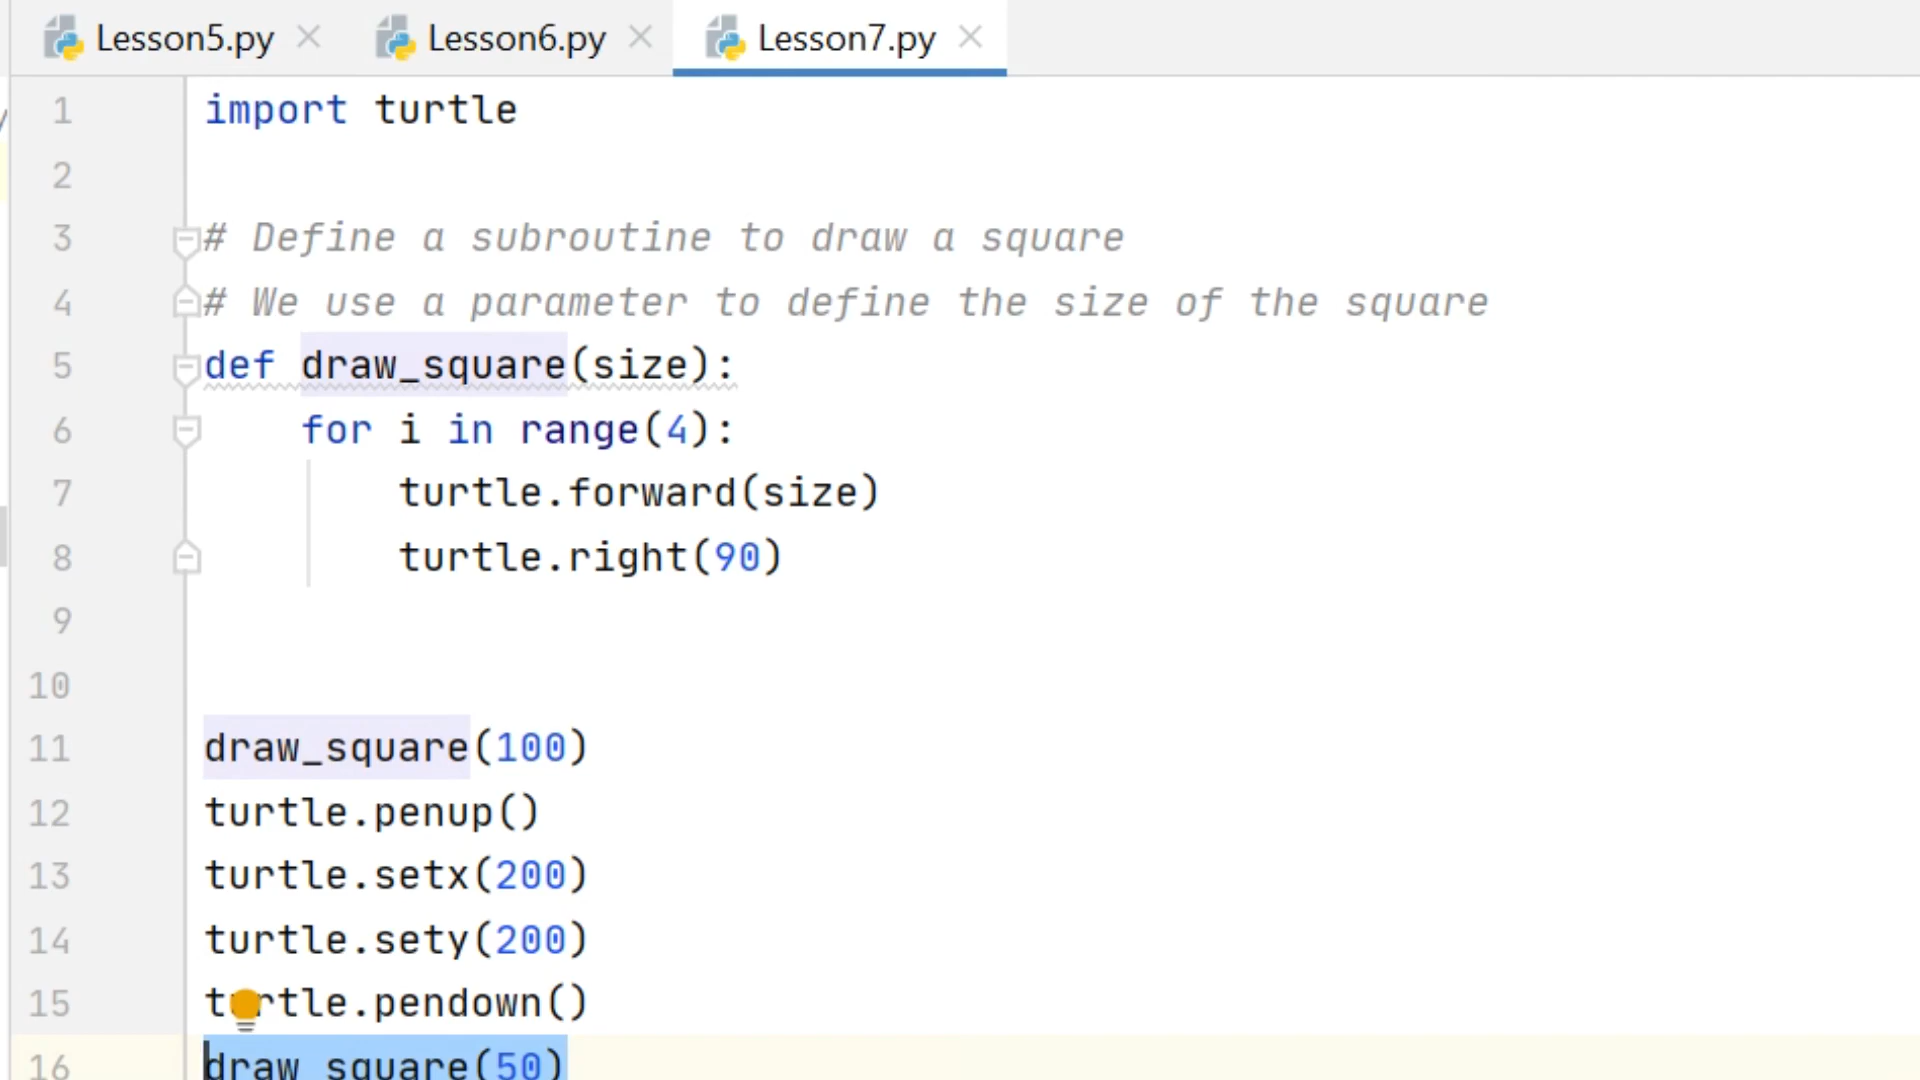 Lesson5.py Lesson6.py Lesson7.py
1 import turtle
2
3 # Define a subroutine to draw a square
4 # We use a parameter to define the size of the square
5 def draw_square(size):
6     for i in range(4):
7         turtle.forward(size)
8         turtle.right(90)
9
10
11 draw_square(100)
12 turtle.penup()
13 turtle.setx(200)
14 turtle.sety(200)
15 turtle.pendown()
16 draw_square(50)